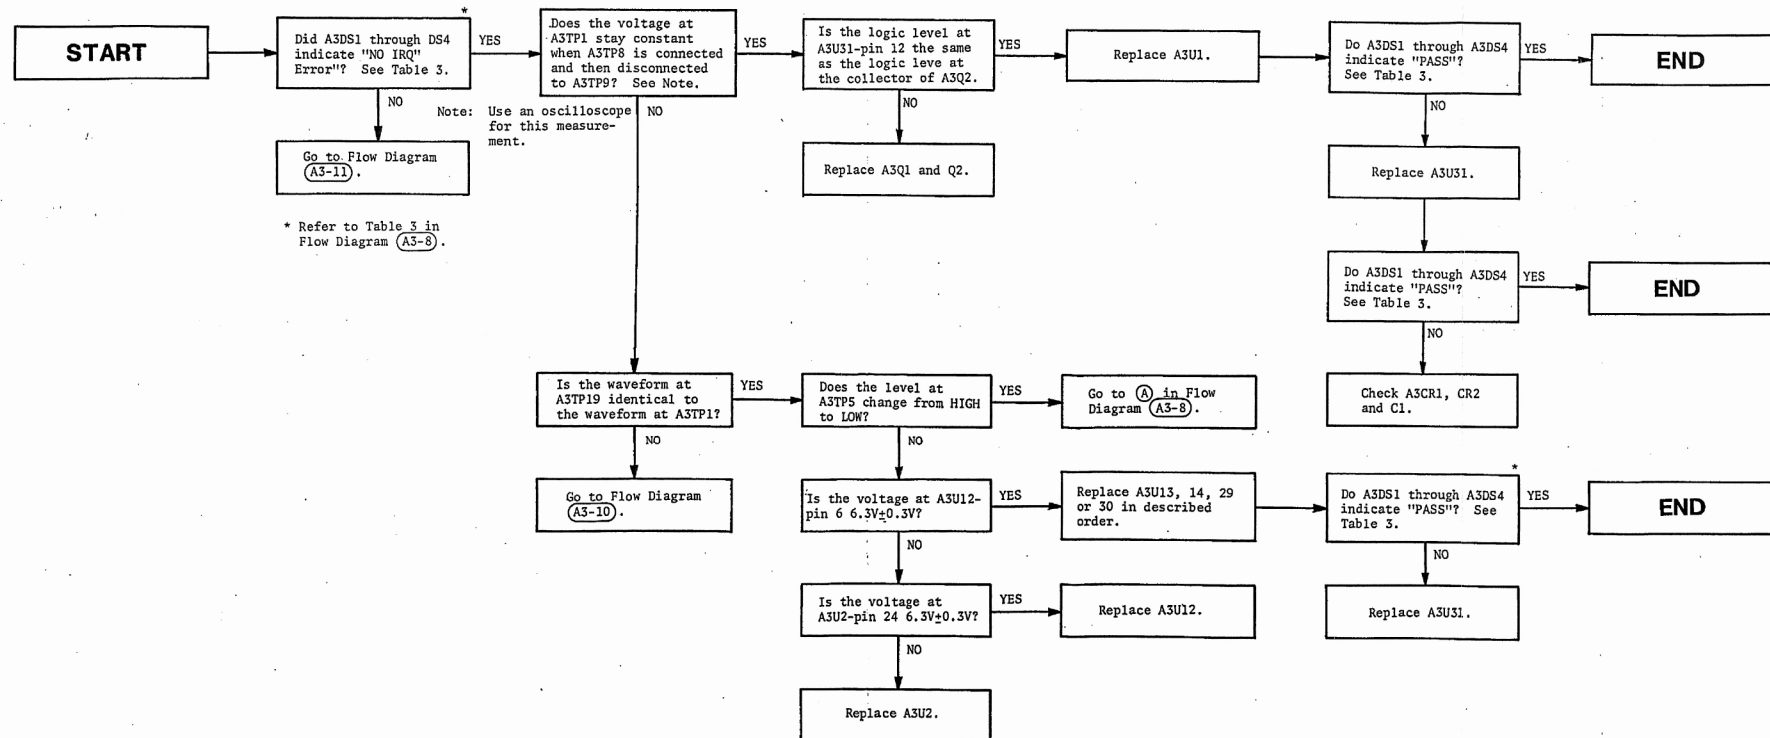 START
*
Did A3DS1 through DS4
indicate "NO IRQ"
Error"? See Table 3.
YES
NO
Go to Flow Diagram
(A3-11).
* Refer to Table 3 in
Flow Diagram (A3-8).
Does the voltage at
A3TP1 stay constant
when A3TP8 is connected
and then disconnected
to A3TP9? See Note.
YES
NO
Note: Use an oscilloscope
for this measure-
ment.
Is the logic level at
A3U31-pin 12 the same
as the logic leve at
the collector of A3Q2.
YES
NO
Replace A3Q1 and Q2.
Replace A3U1.
Do A3DS1 through A3DS4
indicate "PASS"?
See Table 3.
YES
END
NO
Replace A3U31.
Do A3DS1 through A3DS4
indicate "PASS"?
See Table 3.
YES
END
NO
Check A3CR1, CR2
and C1.
Is the waveform at
A3TP19 identical to
the waveform at A3TP1?
YES
NO
Go to Flow Diagram
(A3-10).
Does the level at
A3TP5 change from HIGH
to LOW?
YES
Go to (A) in Flow
Diagram (A3-8).
NO
Is the voltage at A3U12-
pin 6 6.3V±0.3V?
YES
Replace A3U13, 14, 29
or 30 in described
order.
*
Do A3DS1 through A3DS4
indicate "PASS"? See
Table 3.
YES
END
NO
Replace A3U31.
NO
Is the voltage at
A3U2-pin 24 6.3V±0.3V?
YES
Replace A3U12.
NO
Replace A3U2.